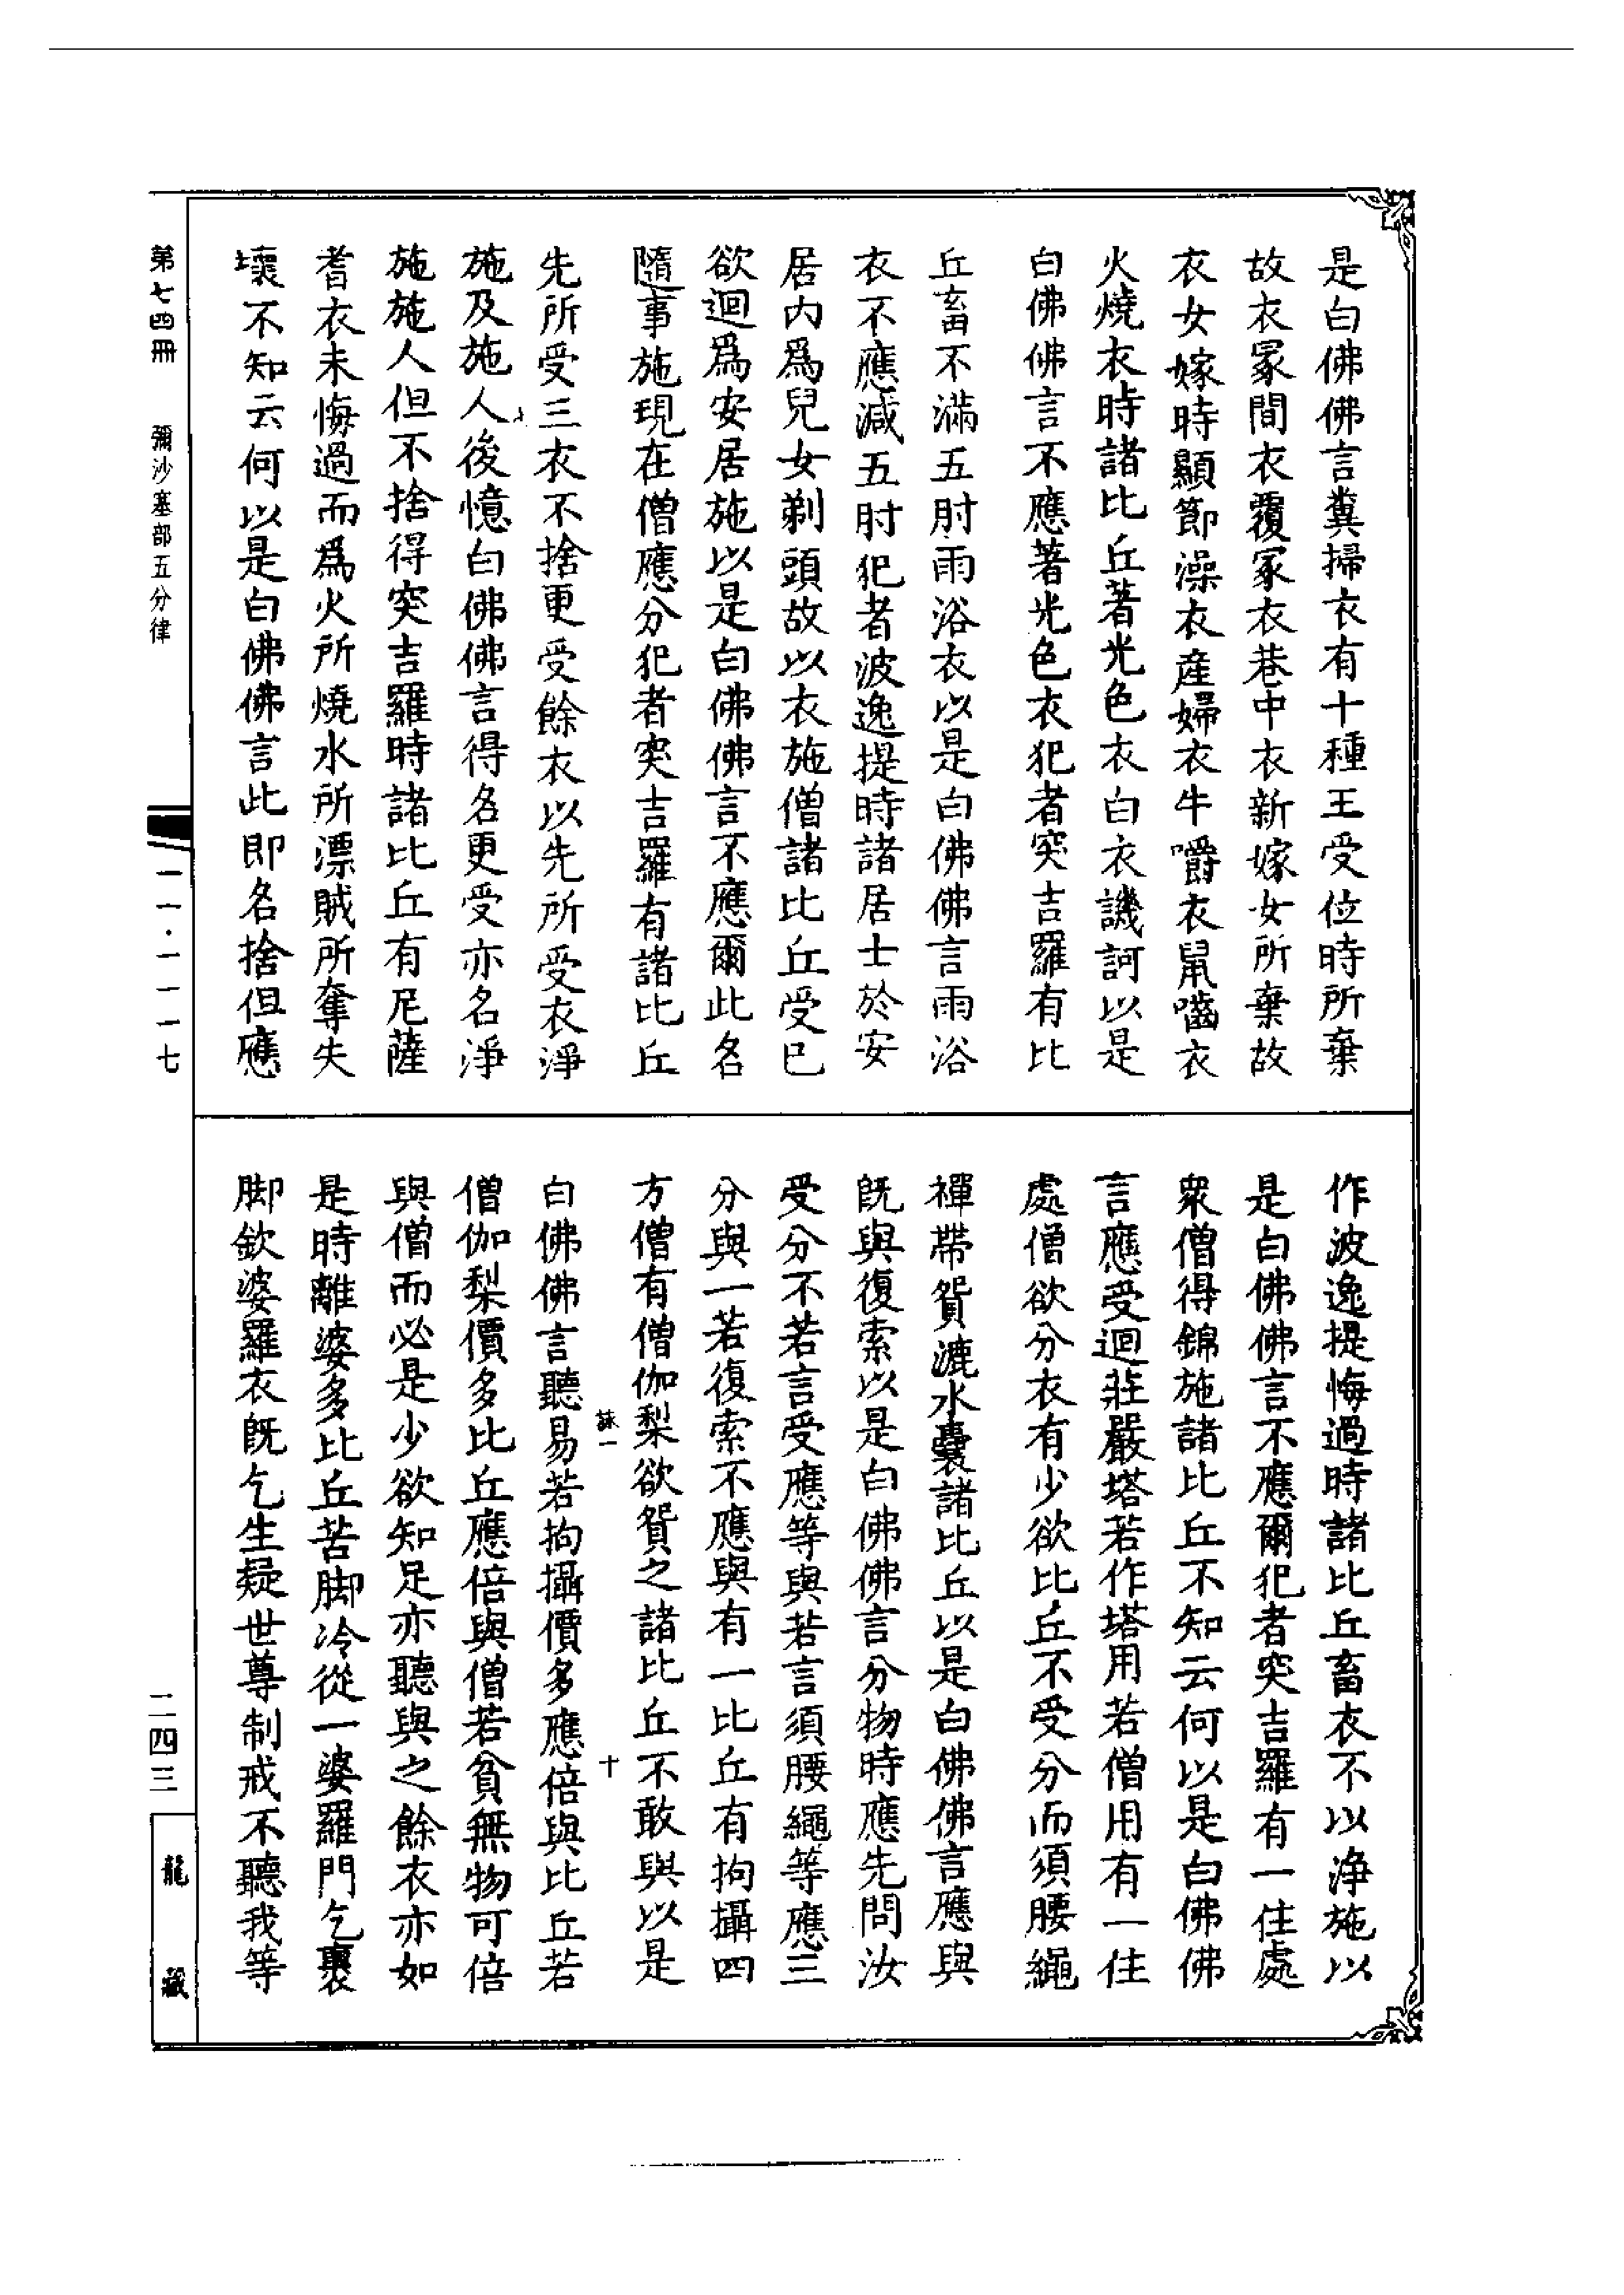 是白佛佛言糞掃衣有十種王受位時所棄
故衣冢間衣覆冢衣巷中衣新嫁女所棄故
衣女嫁時顯節澡衣產婦衣牛嚼衣鼠嚙衣
火燒衣時諸比丘著光色衣白衣譏訶以是
白佛佛言不應著光色衣犯者突吉羅有比
丘畜不滿五肘雨浴衣以是白佛佛言雨浴
衣不應減五肘犯者波逸提時諸居士於安
居內為兒女剃頭故以衣施僧諸比丘受已
欲迴為安居施以是白佛佛言不應爾此名
隨事施現在僧應分犯者突吉羅有諸比丘
先所受三衣不捨更受餘衣以先所受衣淨
施及施人後憶白佛佛言得名更受亦名淨
施施人但不捨得突吉羅時諸比丘有尼薩
耆衣未悔過而為火所燒水所漂賊所奪失
壞不知云何以是白佛佛言此即名捨但應
作波逸提悔過時諸比丘畜衣不以淨施以
是白佛佛言不應爾犯者突吉羅有一住處
眾僧得錦施諸比丘不知云何以是白佛佛
言應受迴莊嚴塔若作塔用若僧用有一住
處僧欲分衣有少欲比丘不受分而須腰繩
禪帶貿漉水囊諸比丘以是白佛佛言應與
既與復索以是白佛佛言分物時應先問汝
受分不若言受應等與若言須腰繩等應三
分與一若復索不應與有一比丘有拘攝四
方僧有僧伽梨欲貿之諸比丘不敢與以是
白佛佛言聽易若拘攝價多應倍與比丘若
僧伽梨價多比丘應倍與僧若貧無物可倍
與僧而必是少欲知足亦聽與之餘衣亦如
是時離婆多比丘苦脚冷從一婆羅門乞裹
脚欽婆羅衣既乞生疑世尊制戒不聽我等
詠一
十
第七四冊 彌沙塞部五分律
一一·一一一七
二四三
龍藏